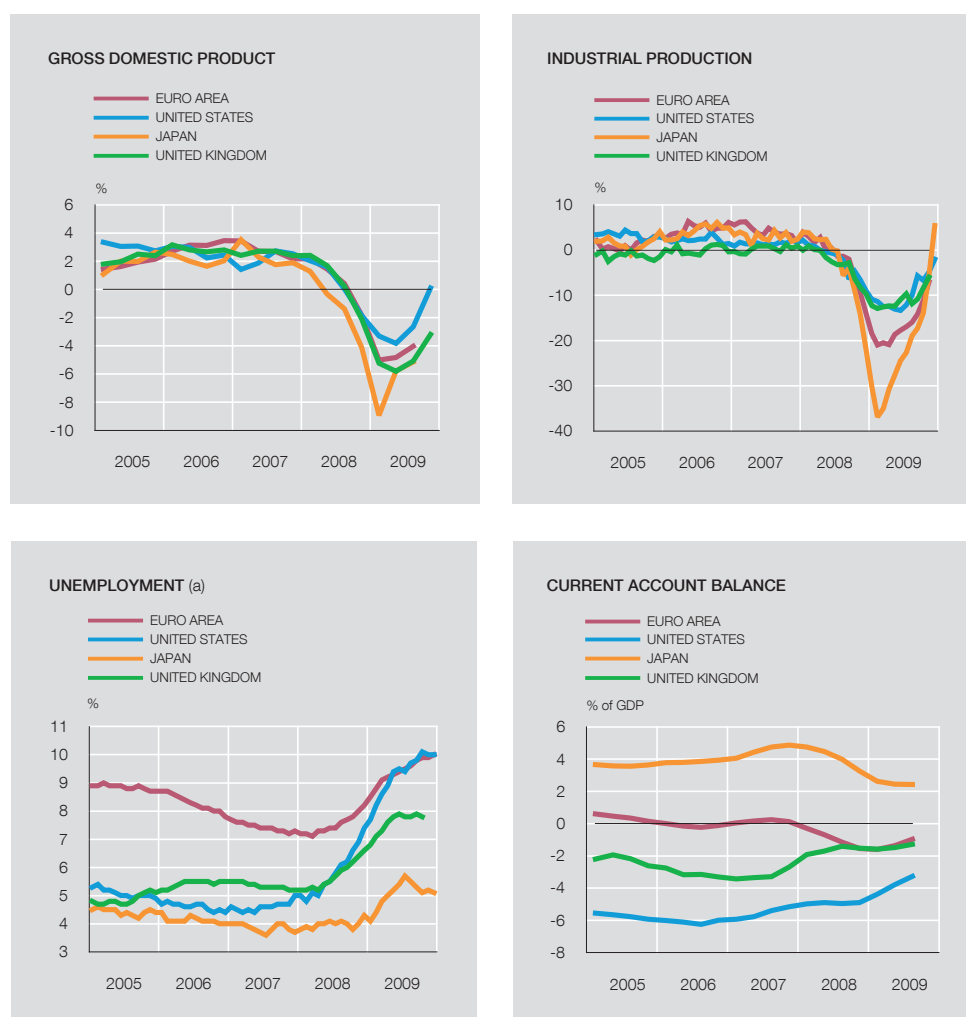 GROSS DOMESTIC PRODUCT
EURO AREA
UNITED STATES
JAPAN
UNITED KINGDOM
%
6
4
2
0
-2
-4
-6
-8
-10
2005 2006 2007 2008 2009
INDUSTRIAL PRODUCTION
EURO AREA
UNITED STATES
JAPAN
UNITED KINGDOM
%
10
0
-10
-20
-30
-40
2005 2006 2007 2008 2009
UNEMPLOYMENT (a)
EURO AREA
UNITED STATES
JAPAN
UNITED KINGDOM
%
11
10
9
8
7
6
5
4
3
2005 2006 2007 2008 2009
CURRENT ACCOUNT BALANCE
EURO AREA
UNITED STATES
JAPAN
UNITED KINGDOM
% of GDP
6
4
2
0
-2
-4
-6
-8
2005 2006 2007 2008 2009